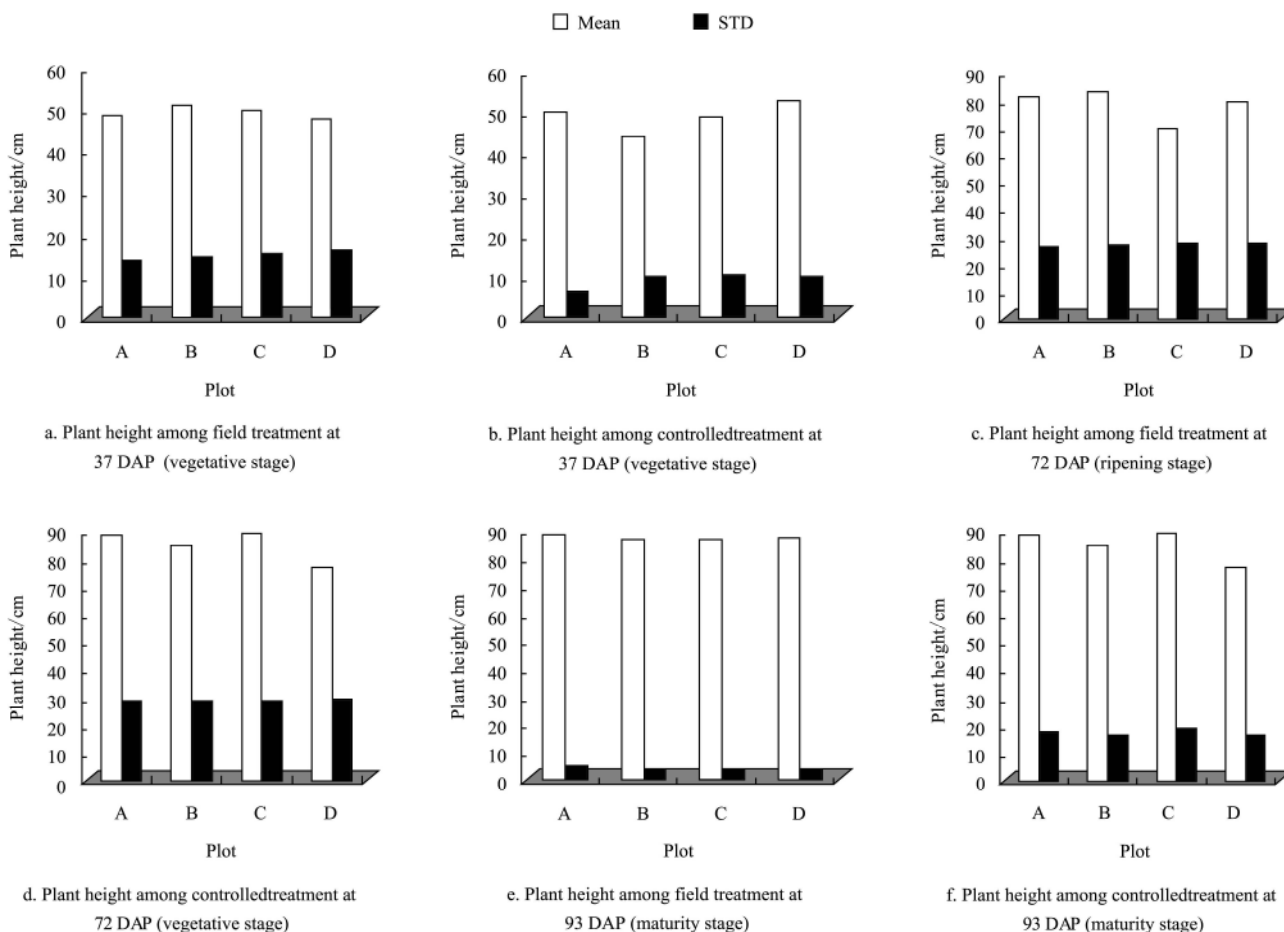 Mean STD
60
50
40
30
20
10
0
Plant height/cm
A B C D
Plot
a. Plant height among field treatment at
37 DAP (vegetative stage)
60
50
40
30
20
10
0
Plant height/cm
A B C D
Plot
b. Plant height among controlledtreatment at
37 DAP (vegetative stage)
90
80
70
60
50
40
30
20
10
0
Plant height/cm
A B C D
Plot
c. Plant height among field treatment at
72 DAP (ripening stage)
90
80
70
60
50
40
30
20
10
0
Plant height/cm
A B C D
Plot
d. Plant height among controlledtreatment at
72 DAP (vegetative stage)
90
80
70
60
50
40
30
20
10
0
Plant height/cm
A B C D
Plot
e. Plant height among field treatment at
93 DAP (maturity stage)
90
80
70
60
50
40
30
20
10
0
Plant height/cm
A B C D
Plot
f. Plant height among controlledtreatment at
93 DAP (maturity stage)